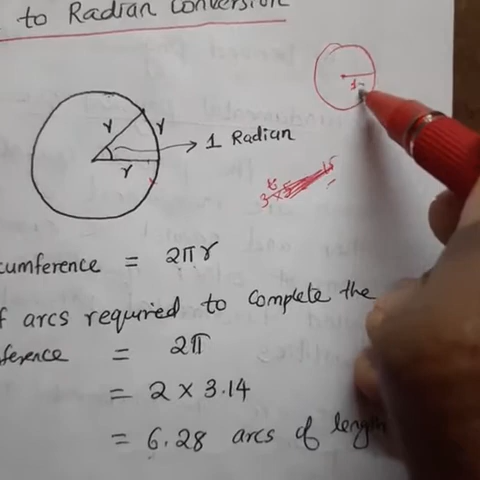 to Radian Conversion
r
r
r
1 Radian
cumference = 2πr
f arcs required to complete the
ference = 2π
= 2 × 3.14
= 6.28 arcs of length